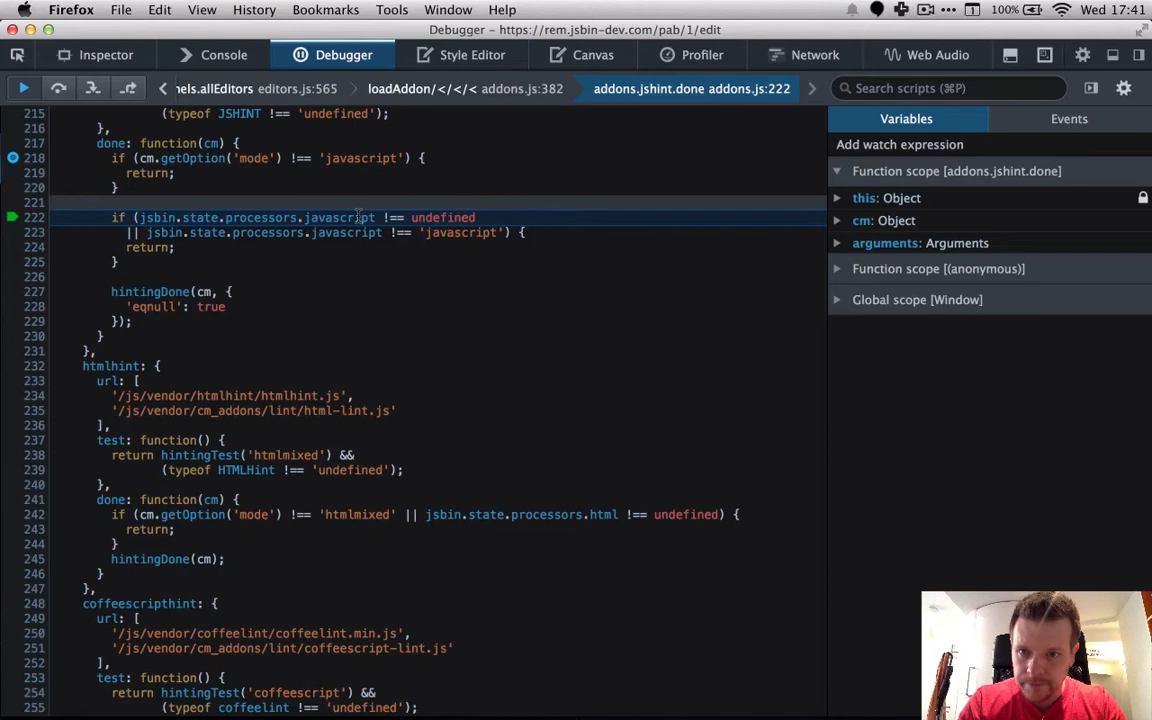 Firefox File Edit View History Bookmarks Tools Window Help 1 100% Wed 17:41
Debugger - https://rem.jsbin-dev.com/pab/1/edit
Inspector Console Debugger Style Editor Canvas Profiler Network Web Audio
nels.allEditors editors.js:565 loadAddon/</</< addons.js:382 addons.jshint.done addons.js:222 Search scripts (⌘P)
215 (typeof JSHINT !== 'undefined');
216 },
217 done: function(cm) {
218 if (cm.getOption('mode') !== 'javascript') {
219 return;
220 }
221
222 if (jsbin.state.processors.javascript !== undefined
223 || jsbin.state.processors.javascript !== 'javascript') {
224 return;
225 }
226
227 hintingDone(cm, {
228 'eqnull': true
229 });
230 }
231 },
232 htmlhint: {
233 url: [
234 '/js/vendor/htmlhint/htmlhint.js',
235 '/js/vendor/cm_addons/lint/html-lint.js'
236 ],
237 test: function() {
238 return hintingTest('htmlmixed') &&
239 (typeof HTMLHint !== 'undefined');
240 },
241 done: function(cm) {
242 if (cm.getOption('mode') !== 'htmlmixed' || jsbin.state.processors.html !== undefined) {
243 return;
244 }
245 hintingDone(cm);
246 }
247 },
248 coffeescripthint: {
249 url: [
250 '/js/vendor/coffeelint/coffeelint.min.js',
251 '/js/vendor/cm_addons/lint/coffeescript-lint.js'
252 ],
253 test: function() {
254 return hintingTest('coffeescript') &&
255 (typeof coffeelint !== 'undefined');
Variables Events
Add watch expression
Function scope [addons.jshint.done]
this: Object
cm: Object
arguments: Arguments
Function scope [(anonymous)]
Global scope [Window]